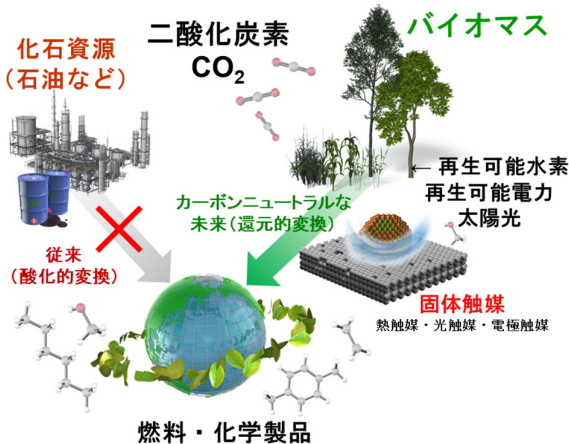 化石資源
(石油など)
二酸化炭素
CO₂
バイオマス
← 再生可能水素
再生可能電力
太陽光
カーボンニュートラルな
未来(還元的変換)
従来
(酸化的変換)
固体触媒
熱触媒・光触媒・電極触媒
燃料・化学製品